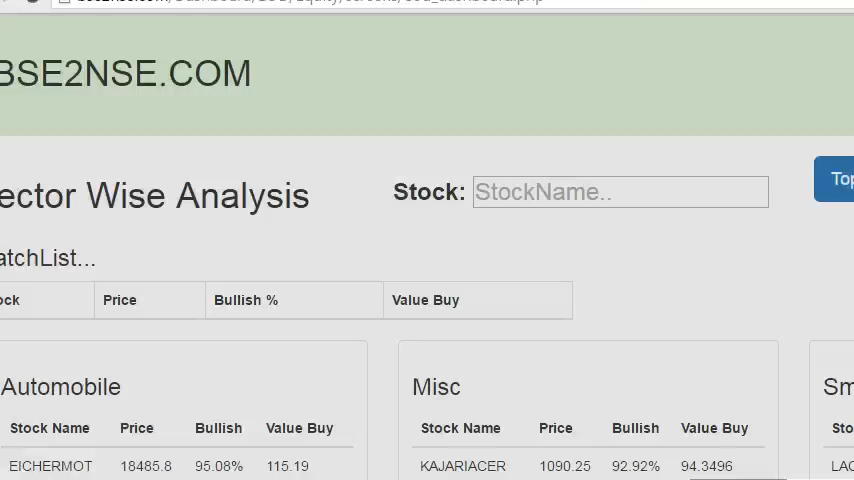 BSE2NSE.COM
ector Wise Analysis
Stock: StockName..
Top
atchList...
ock Price Bullish % Value Buy
Automobile
Stock Name Price Bullish Value Buy
EICHERMOT 18485.8 95.08% 115.19
Misc
Stock Name Price Bullish Value Buy
KAJARIACER 1090.25 92.92% 94.3496
Sm
Sto
LAO